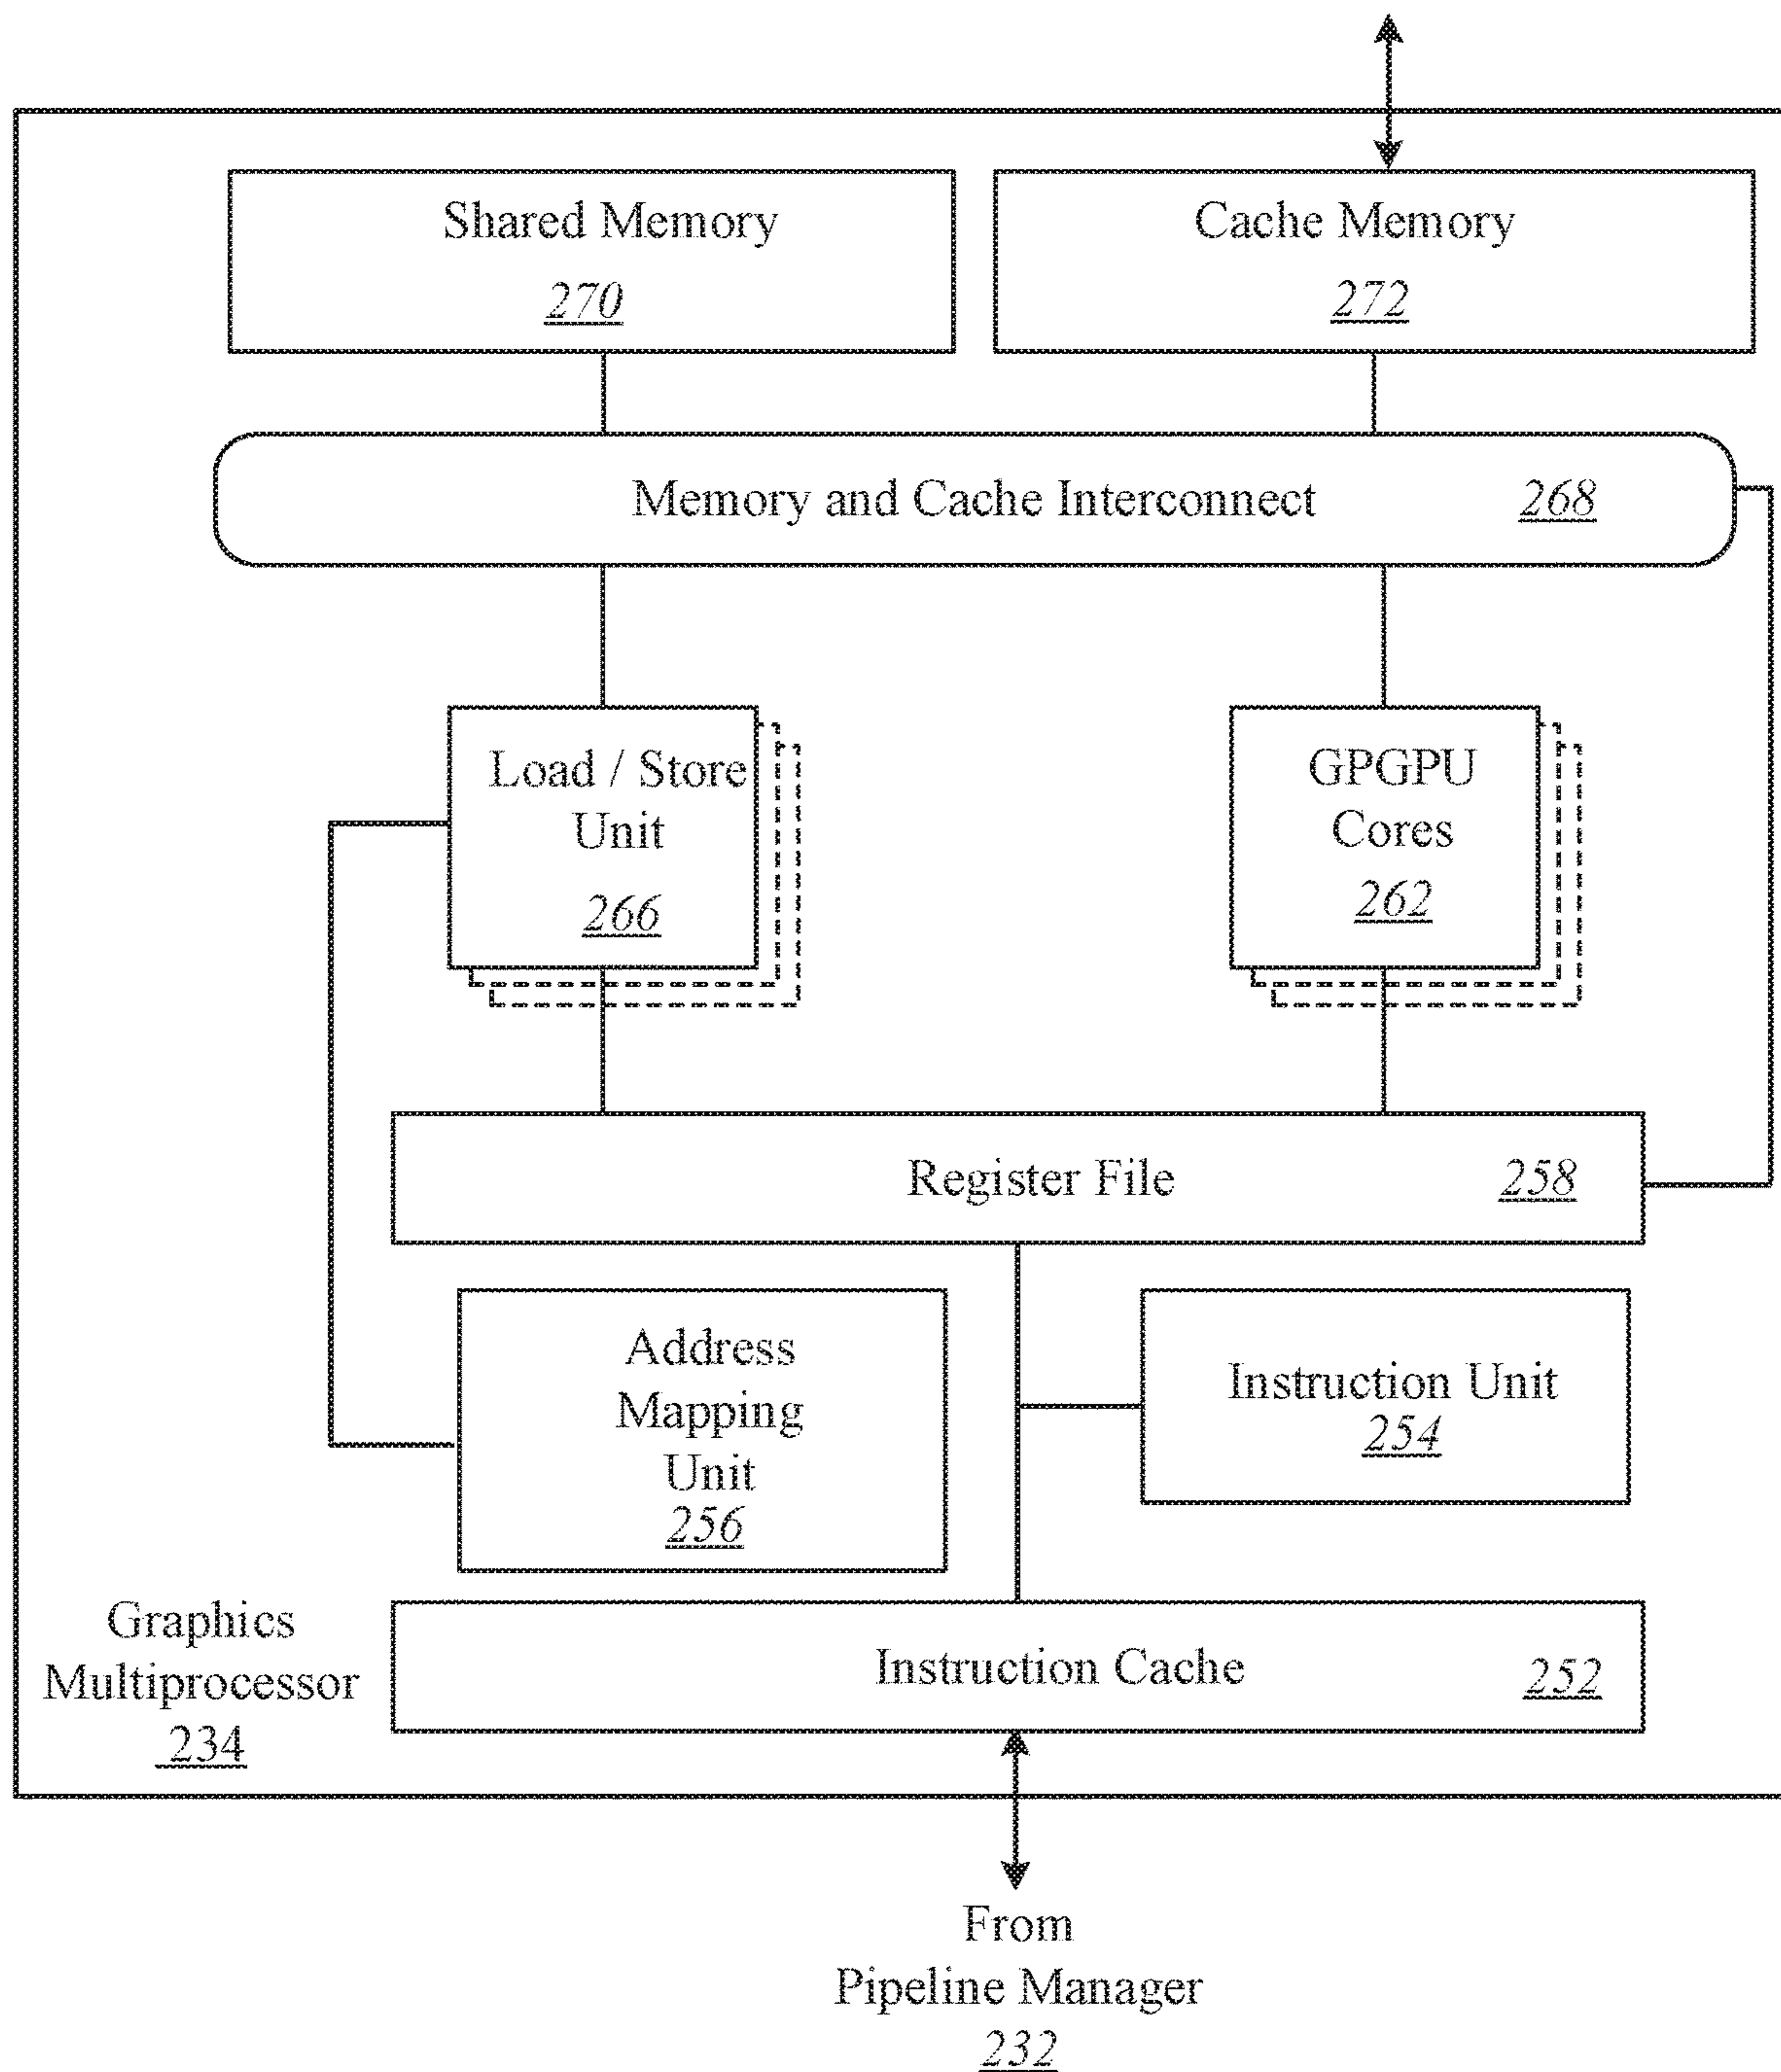 Shared Memory
270
Cache Memory
272
Memory and Cache Interconnect 268
Load / Store
Unit
266
GPGPU
Cores
262
Register File 258
Address
Mapping
Unit
256
Instruction Unit
254
Graphics
Multiprocessor
234
Instruction Cache 252
From
Pipeline Manager
232